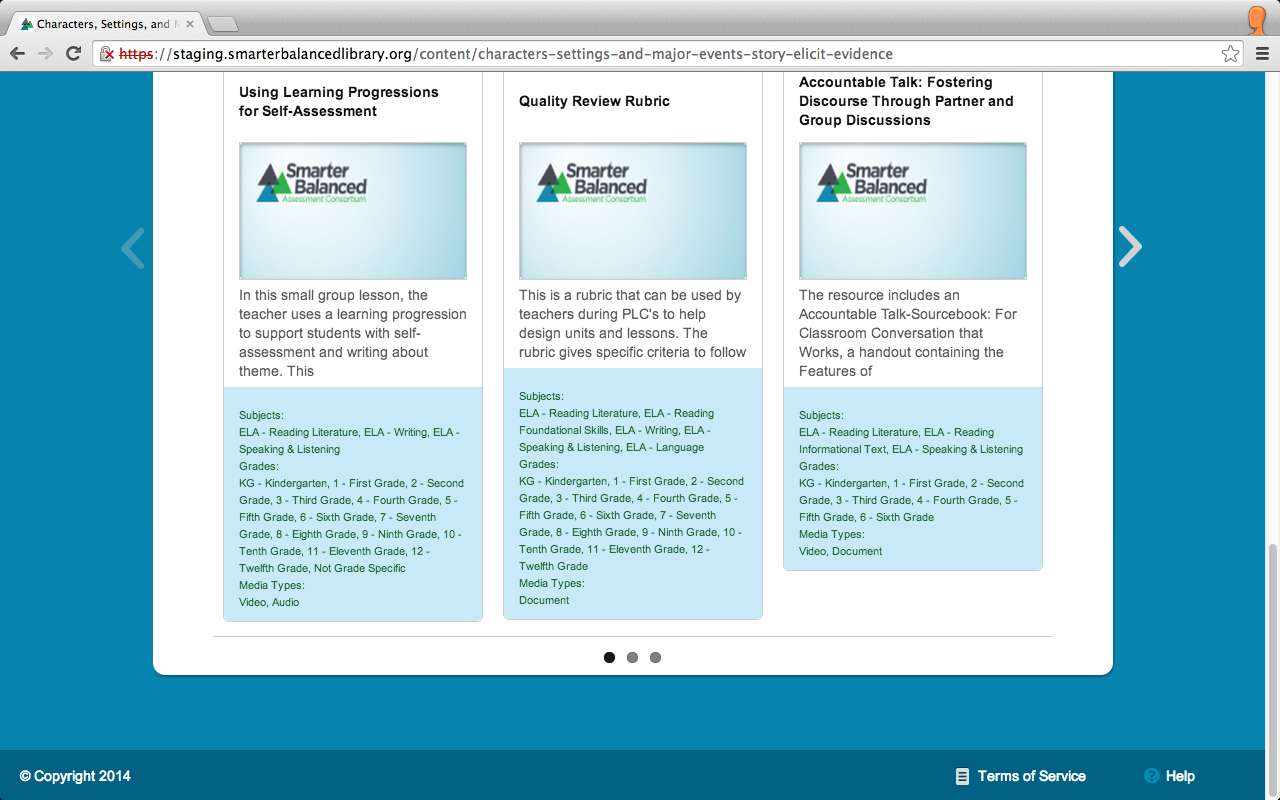 Characters, Settings, and M
https://staging.smarterbalancedlibrary.org/content/characters-settings-and-major-events-story-elicit-evidence
Using Learning Progressions
for Self-Assessment
Smarter
Balanced
Assessment Consortium
In this small group lesson, the
teacher uses a learning progression
to support students with self-
assessment and writing about
theme. This
Subjects:
ELA - Reading Literature, ELA - Writing, ELA -
Speaking & Listening
Grades:
KG - Kindergarten, 1 - First Grade, 2 - Second
Grade, 3 - Third Grade, 4 - Fourth Grade, 5 -
Fifth Grade, 6 - Sixth Grade, 7 - Seventh
Grade, 8 - Eighth Grade, 9 - Ninth Grade, 10 -
Tenth Grade, 11 - Eleventh Grade, 12 -
Twelfth Grade, Not Grade Specific
Media Types:
Video, Audio
Quality Review Rubric
Smarter
Balanced
Assessment Consortium
This is a rubric that can be used by
teachers during PLC's to help
design units and lessons. The
rubric gives specific criteria to follow
Subjects:
ELA - Reading Literature, ELA - Reading
Foundational Skills, ELA - Writing, ELA -
Speaking & Listening, ELA - Language
Grades:
KG - Kindergarten, 1 - First Grade, 2 - Second
Grade, 3 - Third Grade, 4 - Fourth Grade, 5 -
Fifth Grade, 6 - Sixth Grade, 7 - Seventh
Grade, 8 - Eighth Grade, 9 - Ninth Grade, 10 -
Tenth Grade, 11 - Eleventh Grade, 12 -
Twelfth Grade
Media Types:
Document
Accountable Talk: Fostering
Discourse Through Partner and
Group Discussions
Smarter
Balanced
Assessment Consortium
The resource includes an
Accountable Talk-Sourcebook: For
Classroom Conversation that
Works, a handout containing the
Features of
Subjects:
ELA - Reading Literature, ELA - Reading
Informational Text, ELA - Speaking & Listening
Grades:
KG - Kindergarten, 1 - First Grade, 2 - Second
Grade, 3 - Third Grade, 4 - Fourth Grade, 5 -
Fifth Grade, 6 - Sixth Grade
Media Types:
Video, Document
© Copyright 2014
Terms of Service
? Help